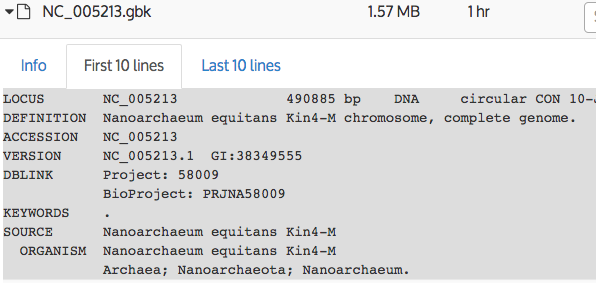 NC_005213.gbk 1.57 MB 1 hr
Info First 10 lines Last 10 lines
LOCUS NC_005213 490885 bp DNA circular CON 10-
DEFINITION Nanoarchaeum equitans Kin4-M chromosome, complete genome.
ACCESSION NC_005213
VERSION NC_005213.1 GI:38349555
DBLINK Project: 58009
BioProject: PRJNA58009
KEYWORDS .
SOURCE Nanoarchaeum equitans Kin4-M
ORGANISM Nanoarchaeum equitans Kin4-M
Archaea; Nanoarchaeota; Nanoarchaeum.